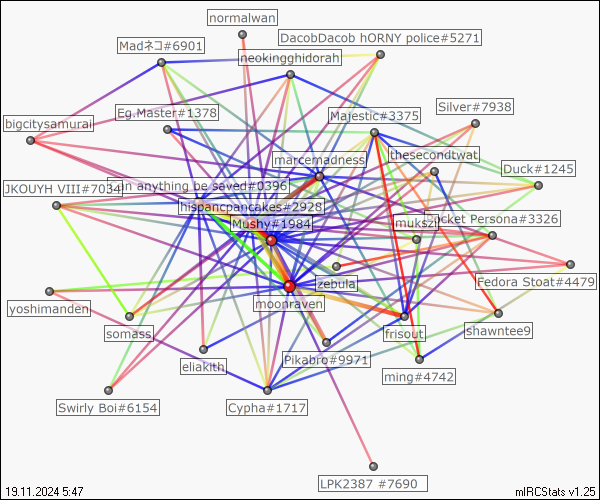 normalwan
DacobDacob hORNY police#5271
Madネコ#6901
neokingghidorah
Silver#7938
Eg.Master#1378
Majestic#3375
bigcitysamurai
marcemadness
thesecondtwat
Duck#1245
JKOUYH VIII#7034
in anything be saved#0396
hispancpancakes#2928
Mushy#1984
mukszi
cket Persona#3326
zebula
Fedora Stoat#4479
yoshimanden
moonraven
somass
frisout
shawntee9
eliakith
Pikabro#9971
ming#4742
Swirly Boi#6154
Cypha#1717
LPK2387 #7690
19.11.2024 5:47
mIRCStats v1.25